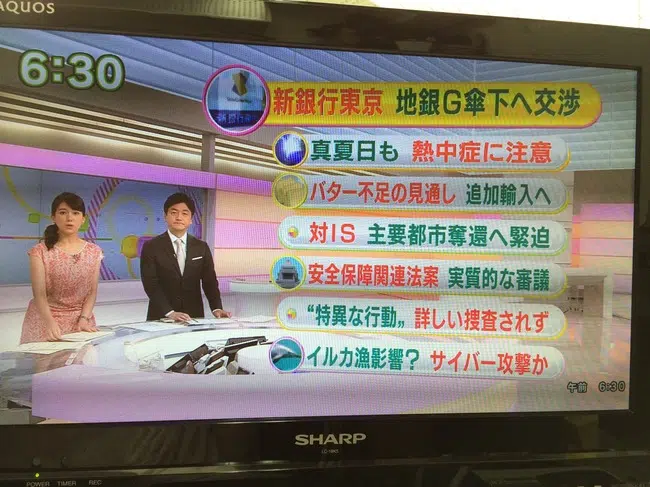 AQUOS
6:30
新銀行東京 地銀G傘下へ交渉
真夏日も 熱中症に注意
バター不足の見通し 追加輸入へ
対IS 主要都市奪還へ緊迫
安全保障関連法案 実質的な審議
“特異な行動„ 詳しい捜査されず
イルカ漁影響? サイバー攻撃か
午前 6:30
SHARP
POWER TIMER REC